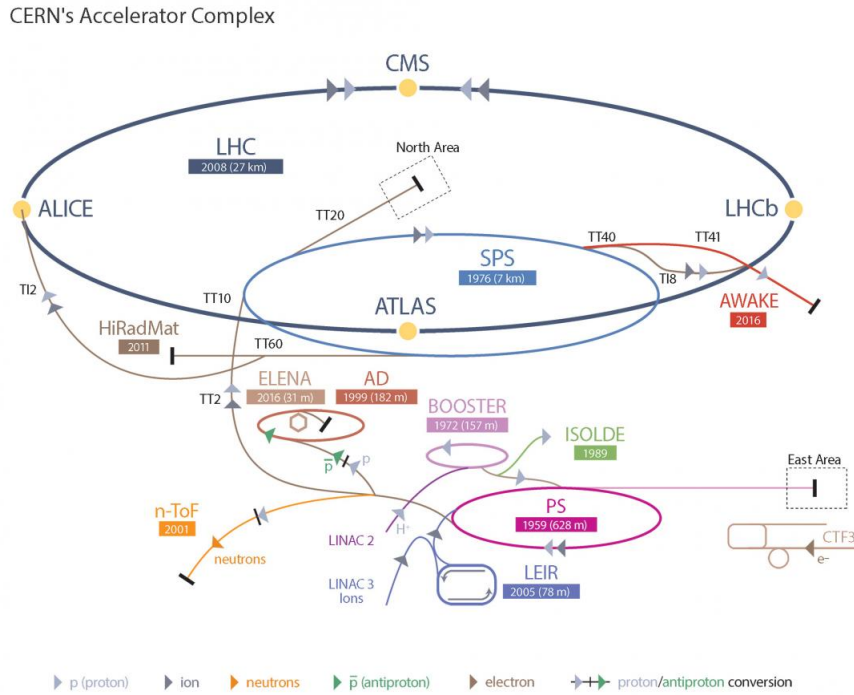 CERN's Accelerator Complex
CMS
LHC
2008 (27 km)
North Area
ALICE
TT20
LHCb
TT40
TT41
SPS
1976 (7 km)
TI2
TT10
TI8
ATLAS
AWAKE
2016
HiRadMat
2011
TT60
ELENA
2016 (31 m)
AD
1999 (182 m)
TT2
BOOSTER
1972 (157 m)
ISOLDE
1989
p̅
p
East Area
n-ToF
2001
PS
1959 (628 m)
H⁺
LINAC 2
neutrons
CTF3
e-
LEIR
2005 (78 m)
LINAC 3
Ions
p (proton)
ion
neutrons
p̅ (antiproton)
electron
proton/antiproton conversion